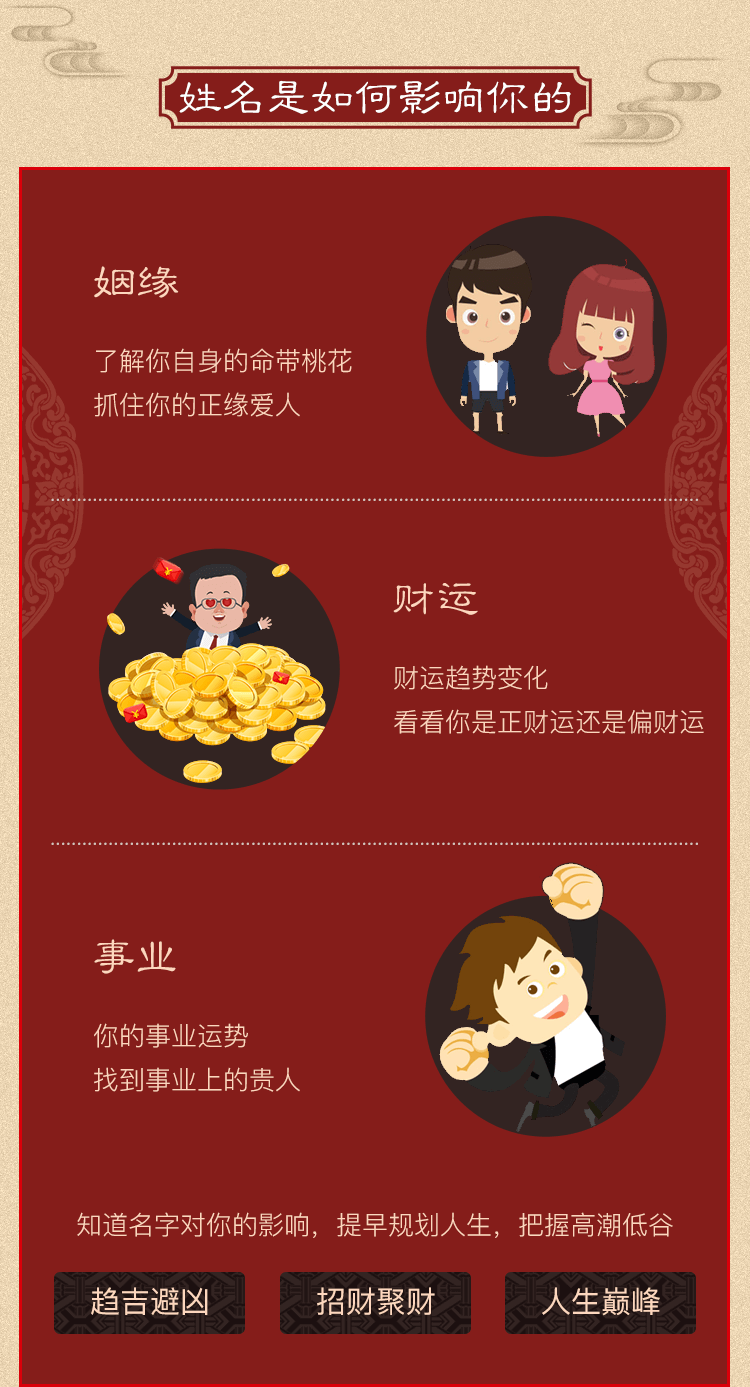 姓名是如何影响你的
姻缘
了解你自身的命带桃花
抓住你的正缘爱人
财运
财运趋势变化
看看你是正财运还是偏财运
事业
你的事业运势
找到事业上的贵人
知道名字对你的影响，提早规划人生，把握高潮低谷
趋吉避凶
招财聚财
人生巅峰